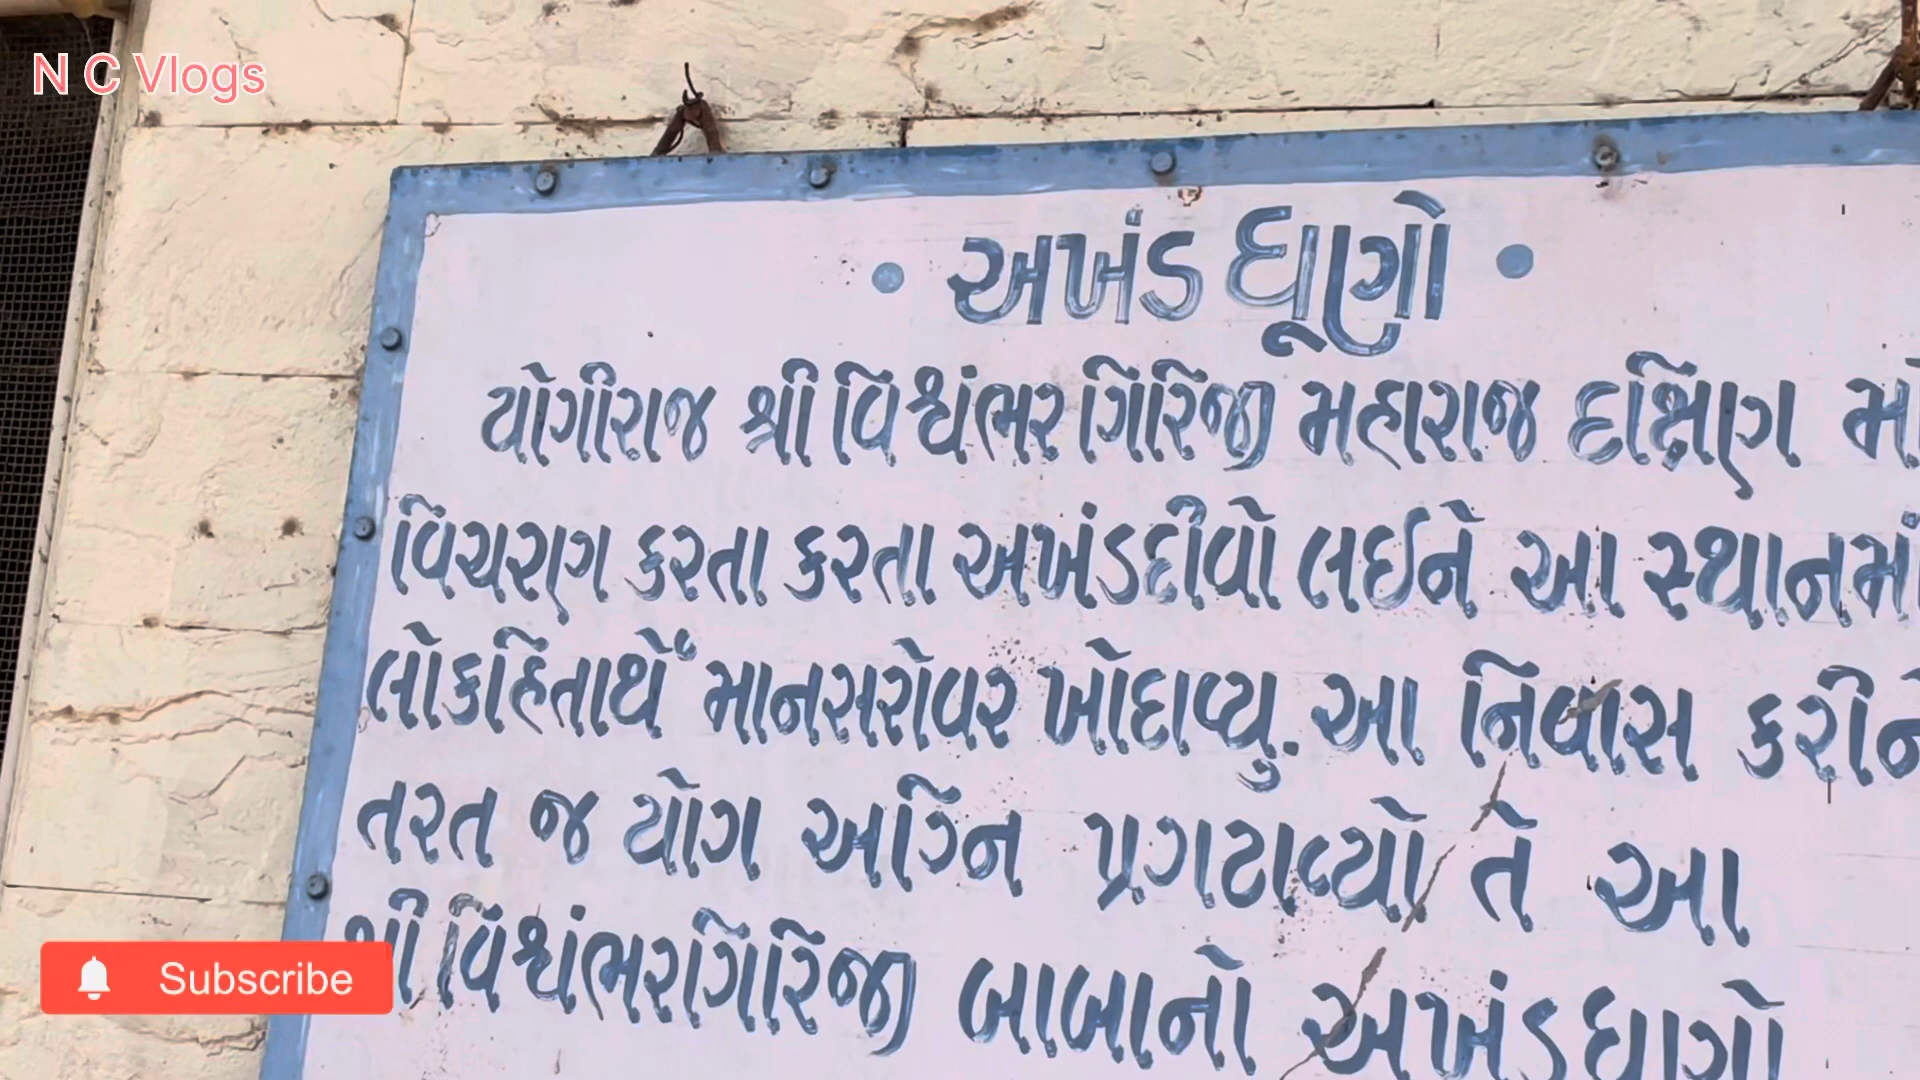 N C Vlogs
• અખંડ ધૂણો •
યોગીરાજ શ્રી વિશ્વંભર ગિરિજી મહારાજ દક્ષિણ
વિચરણ કરતા કરતા અખંડદીવો લઈને આ સ્થાનમાં
લોકહિતાર્થે માનસરોવર ખોદાવ્યુ. આ નિવાસ કરીને
તરત જ યોગ અગ્નિ પ્રગટાવ્યો તે આ
શ્રી વિશ્વંભરગિરિજી બાબાનો અખંડ
Subscribe